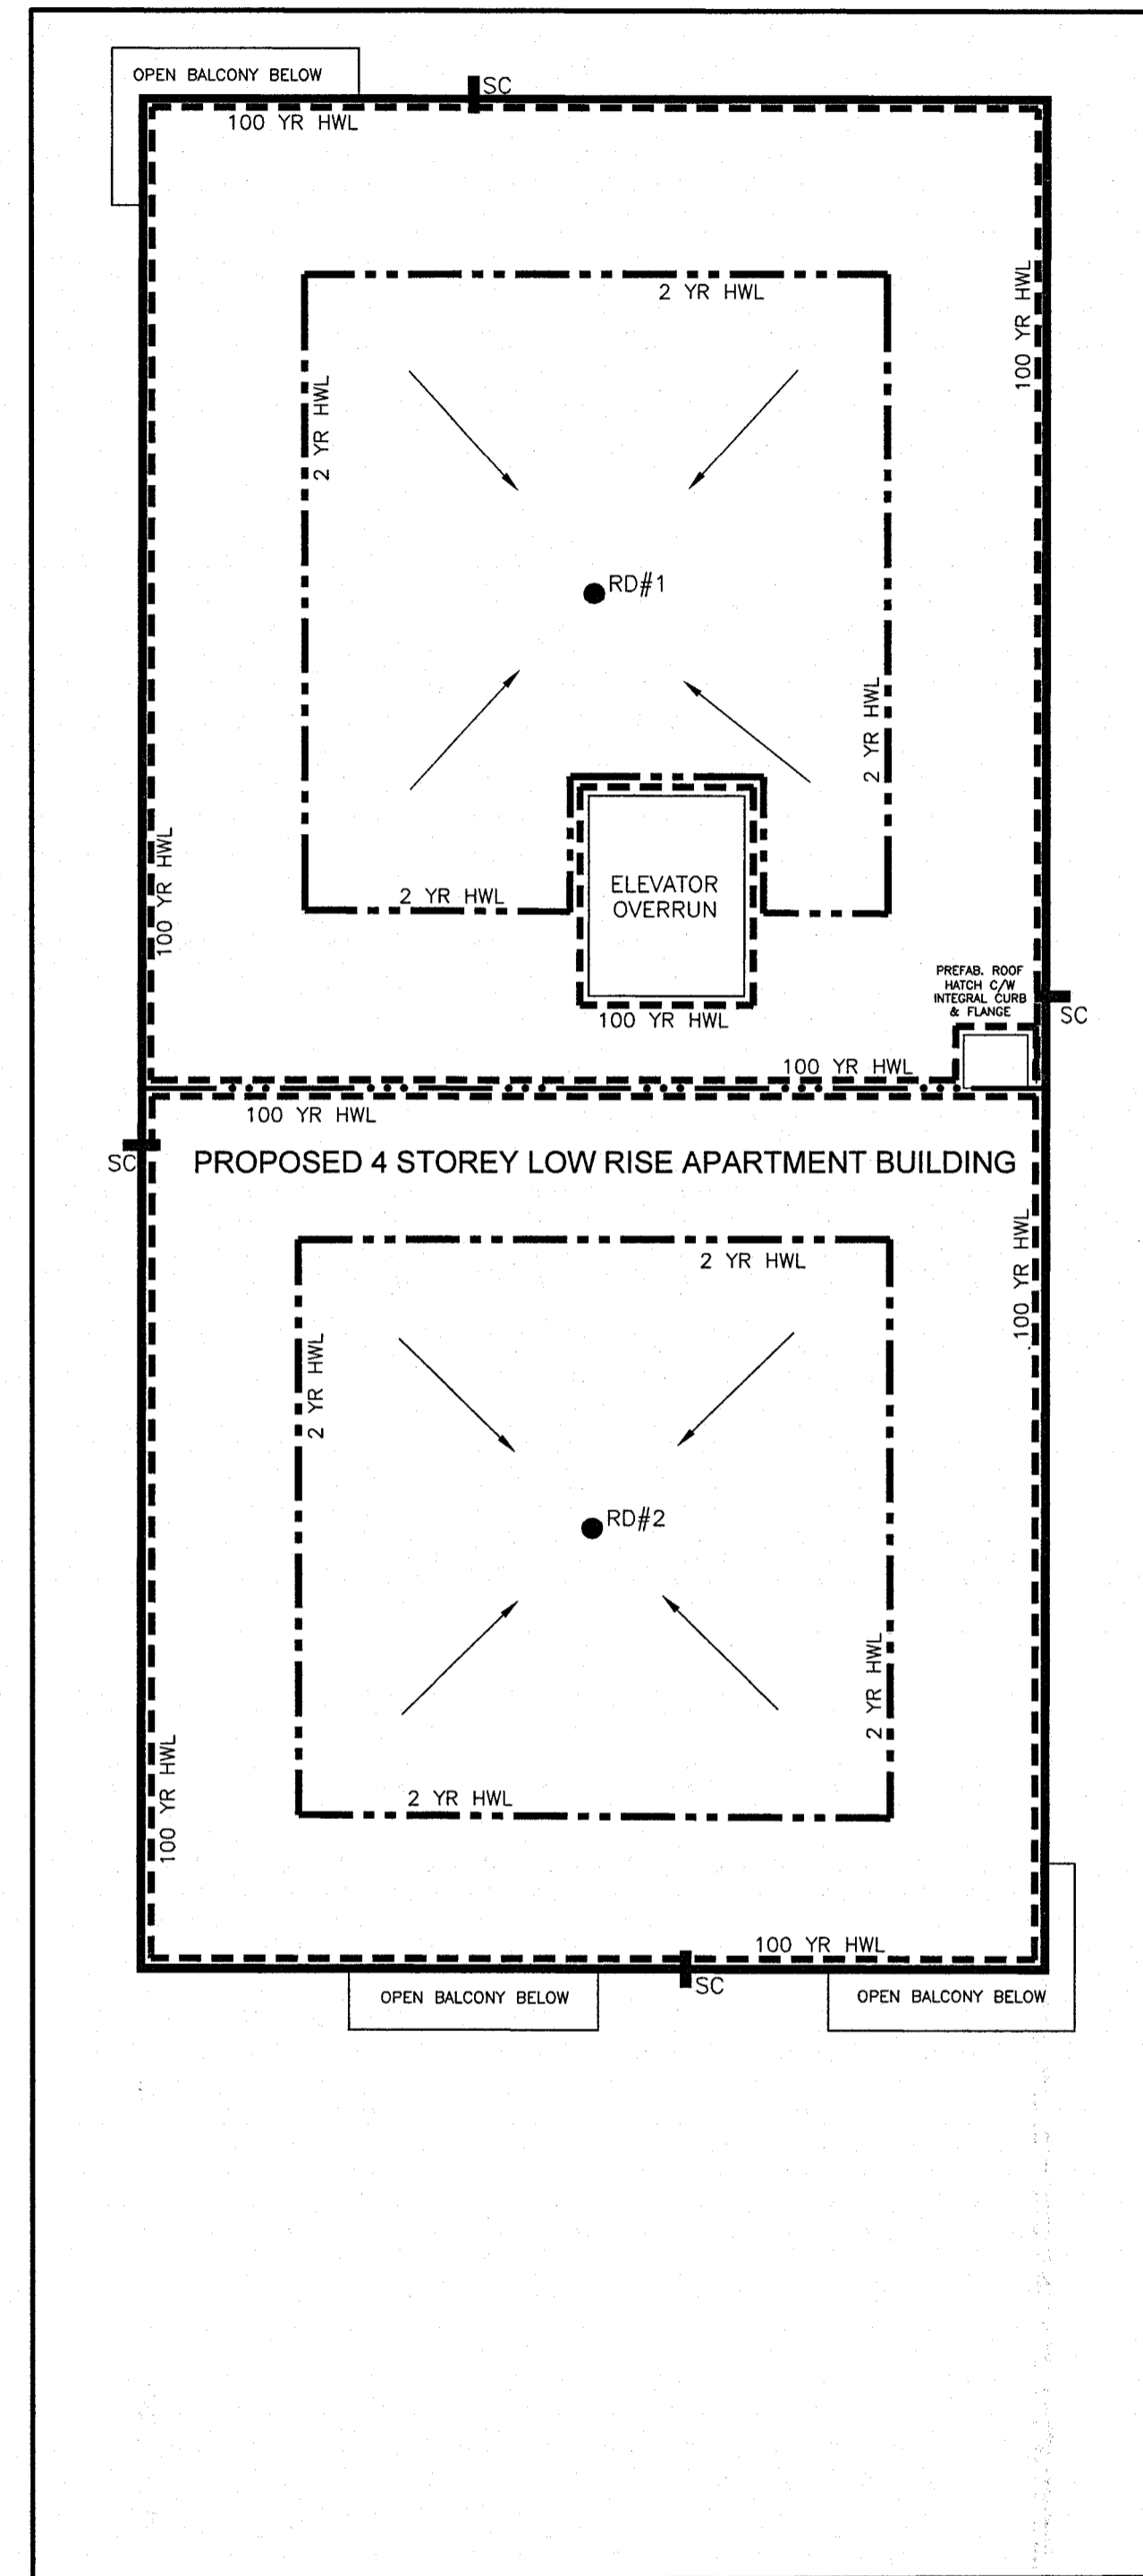 OPEN BALCONY BELOW
SC
100 YR HWL
100 YR HWL
2 YR HWL
2 YR HWL
RD#1
2 YR HWL
100 YR HWL
2 YR HWL
ELEVATOR
OVERRUN
PREFAB. ROOF
HATCH C/W
INTEGRAL CURB
& FLANGE
SC
100 YR HWL
100 YR HWL
100 YR HWL
SC
PROPOSED 4 STOREY LOW RISE APARTMENT BUILDING
100 YR HWL
2 YR HWL
2 YR HWL
RD#2
2 YR HWL
100 YR HWL
2 YR HWL
100 YR HWL
SC
OPEN BALCONY BELOW
OPEN BALCONY BELOW